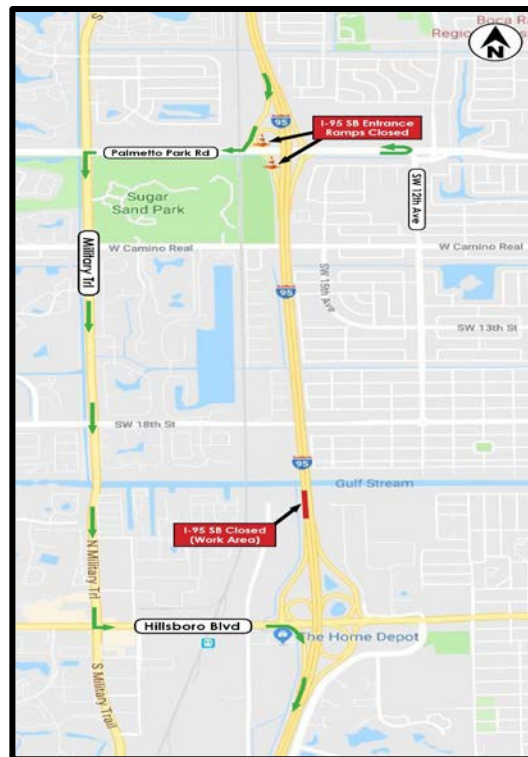 Boca Ra
Regio
N
95
I-95 SB Entrance
Ramps Closed
Palmetto Park Rd
SW 12th Ave
Sugar
Sand Park
W Camino Real
W Camino Real
Military Trl
SW 15th Ave
95
SW 13th St
SW 18th St
95
Gulf Stream
I-95 SB Closed
(Work Area)
N Military Trl
Hillsboro Blvd
The Home Depot
S Military Trail